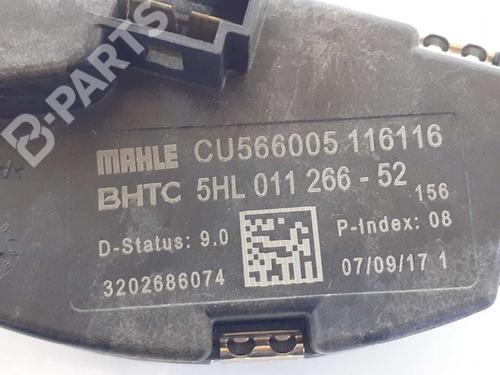 B-PARTS
MAHLE CU566005 116116
BHTC 5HL 011 266 - 52
156
D-Status: 9.0 P-Index: 08
3202686074 07/09/17 1